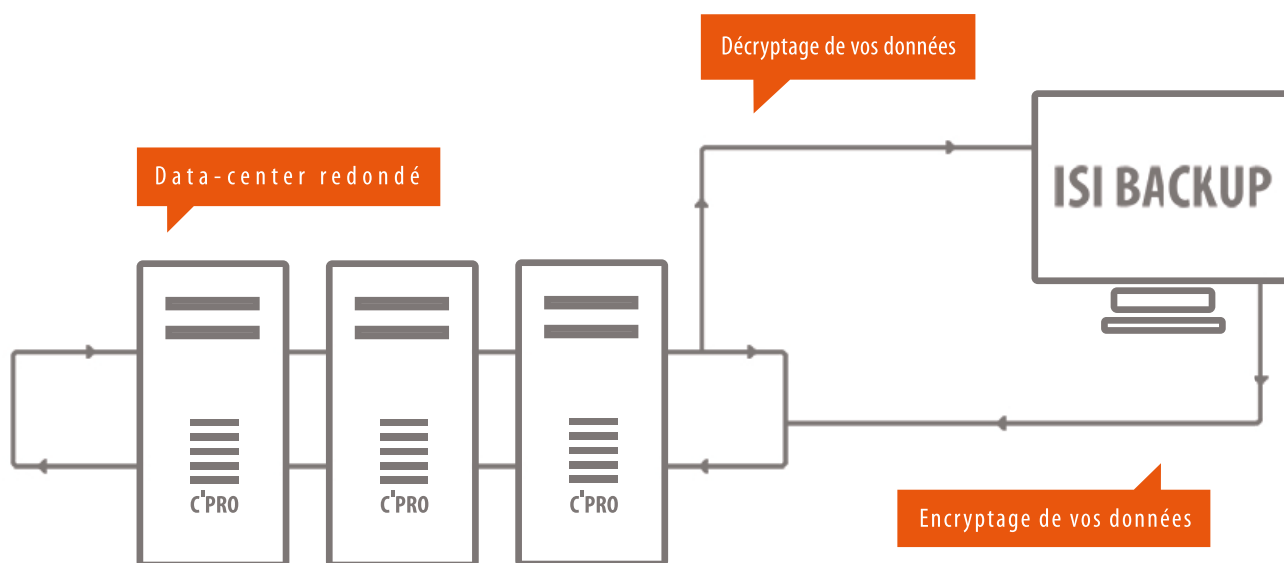 Décryptage de vos données
Data-center redondé
ISI BACKUP
C'PRO
C'PRO
C'PRO
Encryptage de vos données